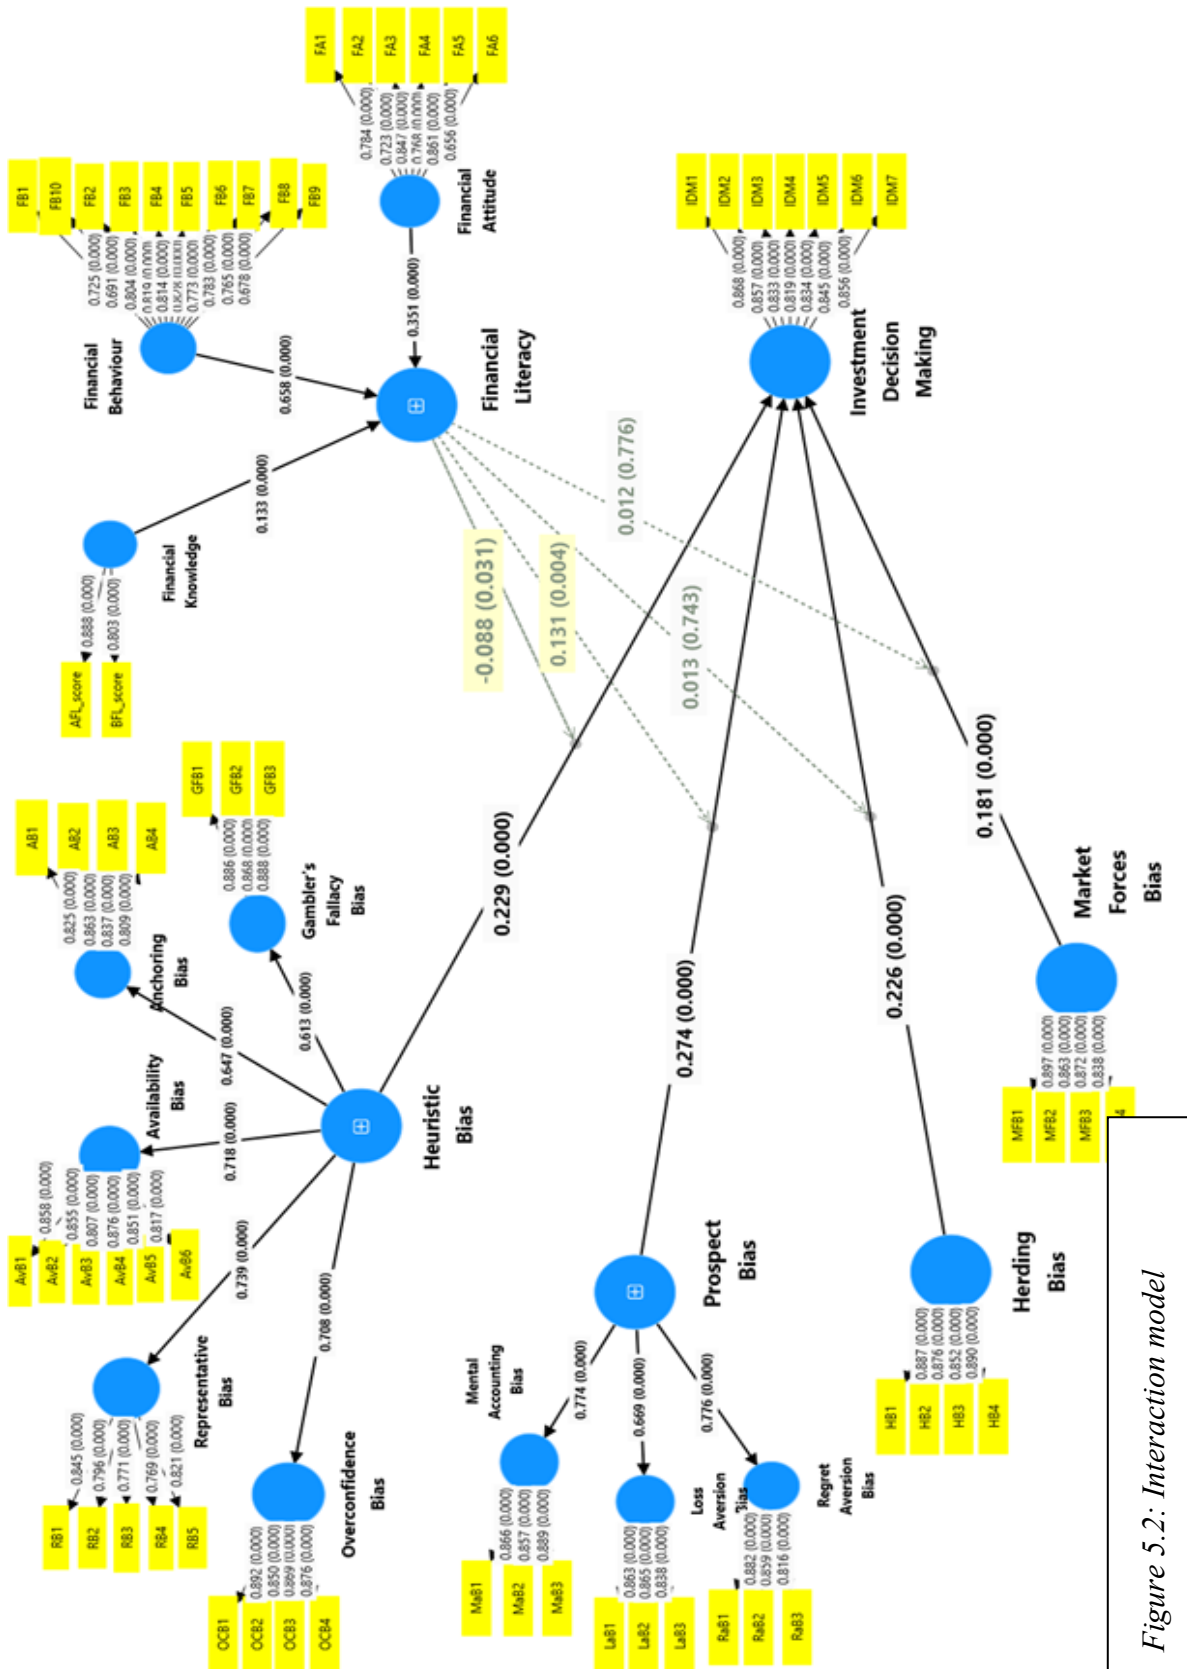 RB1
RB2
RB3
RB4
RB5
0.845 (0.000)
0.796 (0.000)
0.771 (0.000)
0.769 (0.000)
0.821 (0.000)
Representative
Bias
AvB1
AvB2
AvB3
AvB4
AvB5
AvB6
0.858 (0.000)
0.855 (0.000)
0.807 (0.000)
0.876 (0.000)
0.851 (0.000)
0.817 (0.000)
Availability
Bias
AB1
AB2
AB3
AB4
0.825 (0.000)
0.863 (0.000)
0.837 (0.000)
0.809 (0.000)
Anchoring
Bias
GFB1
GFB2
GFB3
0.886 (0.000)
0.868 (0.000)
0.888 (0.000)
Gambler's
Fallacy
Bias
OCB1
OCB2
OCB3
OCB4
0.892 (0.000)
0.850 (0.000)
0.869 (0.000)
0.876 (0.000)
Overconfidence
Bias
0.708 (0.000)
0.739 (0.000)
0.718 (0.000)
0.647 (0.000)
0.613 (0.000)
Heuristic
Bias
AFL_score
BFL_score
0.888 (0.000)
0.803 (0.000)
Financial
Knowledge
0.133 (0.000)
FB1
FB10
FB2
FB3
FB4
FB5
FB6
FB7
FB8
FB9
0.725 (0.000)
0.691 (0.000)
0.804 (0.000)
0.814 (0.000)
0.773 (0.000)
0.783 (0.000)
0.765 (0.000)
0.678 (0.000)
Financial
Behaviour
0.658 (0.000)
FA1
FA2
FA3
FA4
FA5
FA6
0.784 (0.000)
0.723 (0.000)
0.847 (0.000)
0.768 (0.000)
0.861 (0.000)
0.656 (0.000)
Financial
Attitude
0.351 (0.000)
Financial
Literacy
-0.088 (0.031)
0.131 (0.004)
0.013 (0.743)
0.012 (0.776)
0.229 (0.000)
0.274 (0.000)
0.226 (0.000)
0.181 (0.000)
IDM1
IDM2
IDM3
IDM4
IDM5
IDM6
IDM7
0.868 (0.000)
0.857 (0.000)
0.833 (0.000)
0.819 (0.000)
0.834 (0.000)
0.845 (0.000)
0.856 (0.000)
Investment
Decision
Making
MaB1
MaB2
MaB3
0.866 (0.000)
0.857 (0.000)
0.889 (0.000)
Mental
Accounting
Bias
LaB1
LaB2
LaB3
0.863 (0.000)
0.865 (0.000)
0.838 (0.000)
Loss
Aversion
Bias
RaB1
RaB2
RaB3
0.882 (0.000)
0.859 (0.000)
0.816 (0.000)
Regret
Aversion
Bias
0.774 (0.000)
0.669 (0.000)
0.776 (0.000)
Prospect
Bias
HB1
HB2
HB3
HB4
0.887 (0.000)
0.876 (0.000)
0.852 (0.000)
0.890 (0.000)
Herding
Bias
MFB1
MFB2
MFB3
4
0.897 (0.000)
0.863 (0.000)
0.872 (0.000)
0.838 (0.000)
Market
Forces
Bias
Figure 5.2: Interaction model